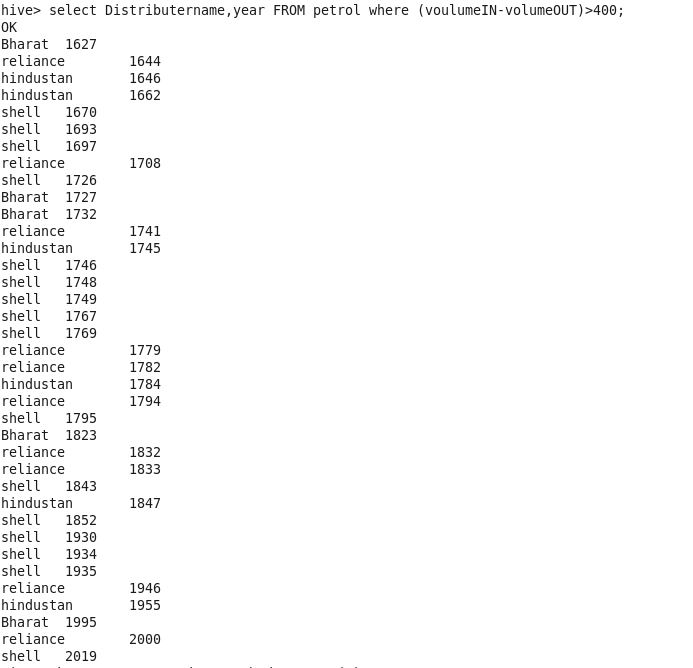 hive> select Distributername,year FROM petrol where (voulumeIN-volumeOUT)>400;
OK
Bharat 1627
reliance 1644
hindustan 1646
hindustan 1662
shell 1670
shell 1693
shell 1697
reliance 1708
shell 1726
Bharat 1727
Bharat 1732
reliance 1741
hindustan 1745
shell 1746
shell 1748
shell 1749
shell 1767
shell 1769
reliance 1779
reliance 1782
hindustan 1784
reliance 1794
shell 1795
Bharat 1823
reliance 1832
reliance 1833
shell 1843
hindustan 1847
shell 1852
shell 1930
shell 1934
shell 1935
reliance 1946
hindustan 1955
Bharat 1995
reliance 2000
shell 2019